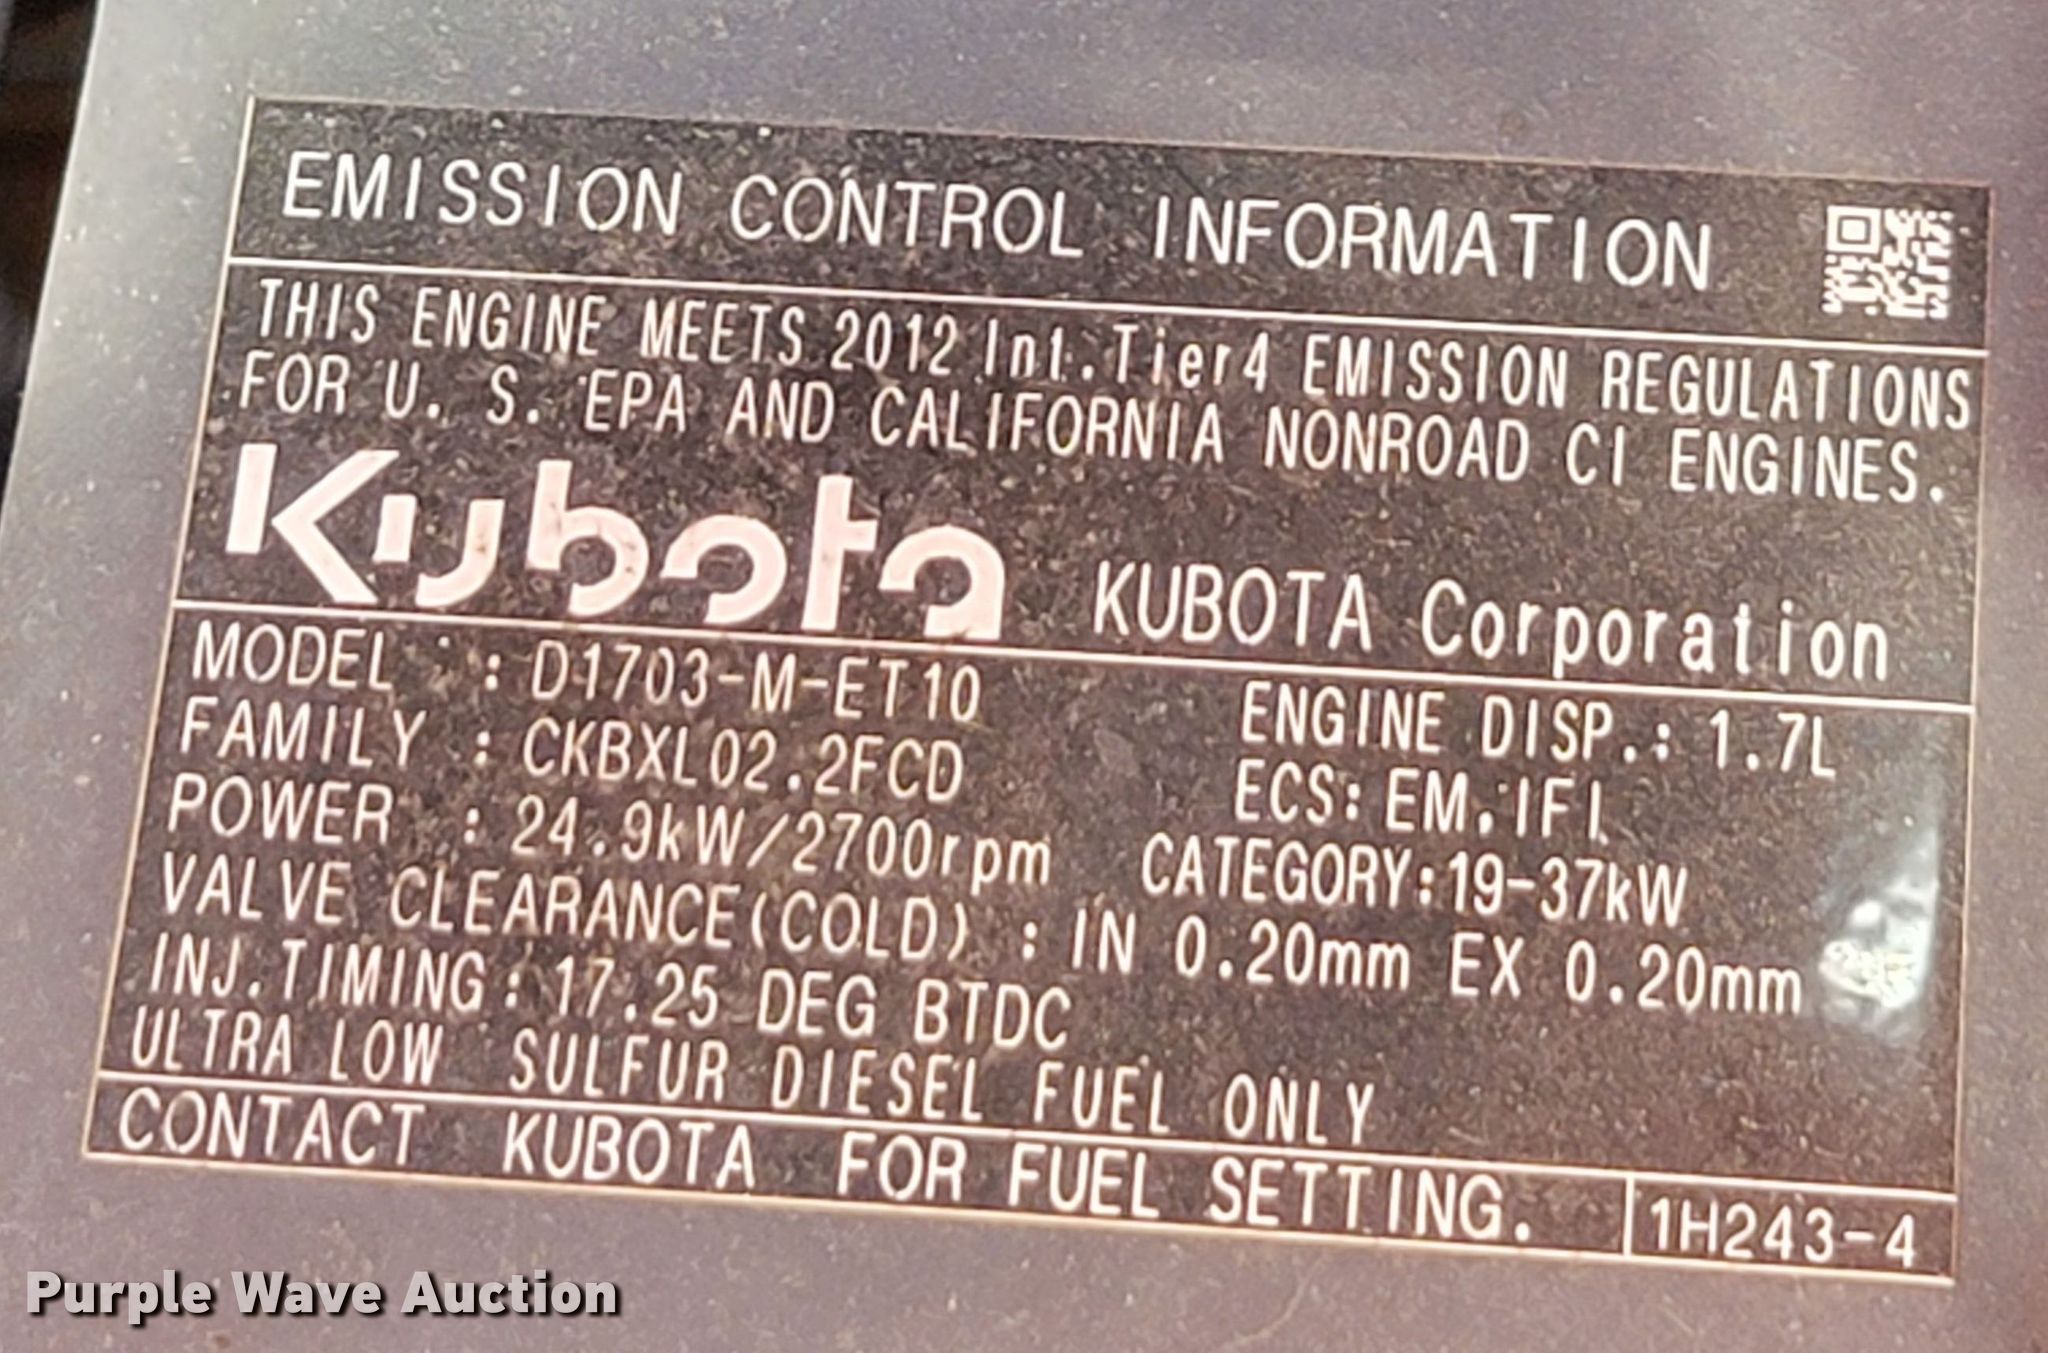 EMISSION CONTROL INFORMATION
THIS ENGINE MEETS 2012 Int.Tier4 EMISSION REGULATIONS
FOR U. S. EPA AND CALIFORNIA NONROAD CI ENGINES.
Kubota KUBOTA Corporation
MODEL : D1703-M-ET10 ENGINE DISP.: 1.7L
FAMILY : CKBXL02.2FCD ECS: EM.IFI
POWER : 24.9kW/2700rpm CATEGORY:19-37kW
VALVE CLEARANCE(COLD) : IN 0.20mm EX 0.20mm
INJ.TIMING: 17.25 DEG BTDC
ULTRA LOW SULFUR DIESEL FUEL ONLY
CONTACT KUBOTA FOR FUEL SETTING. 1H243-4
Purple Wave Auction